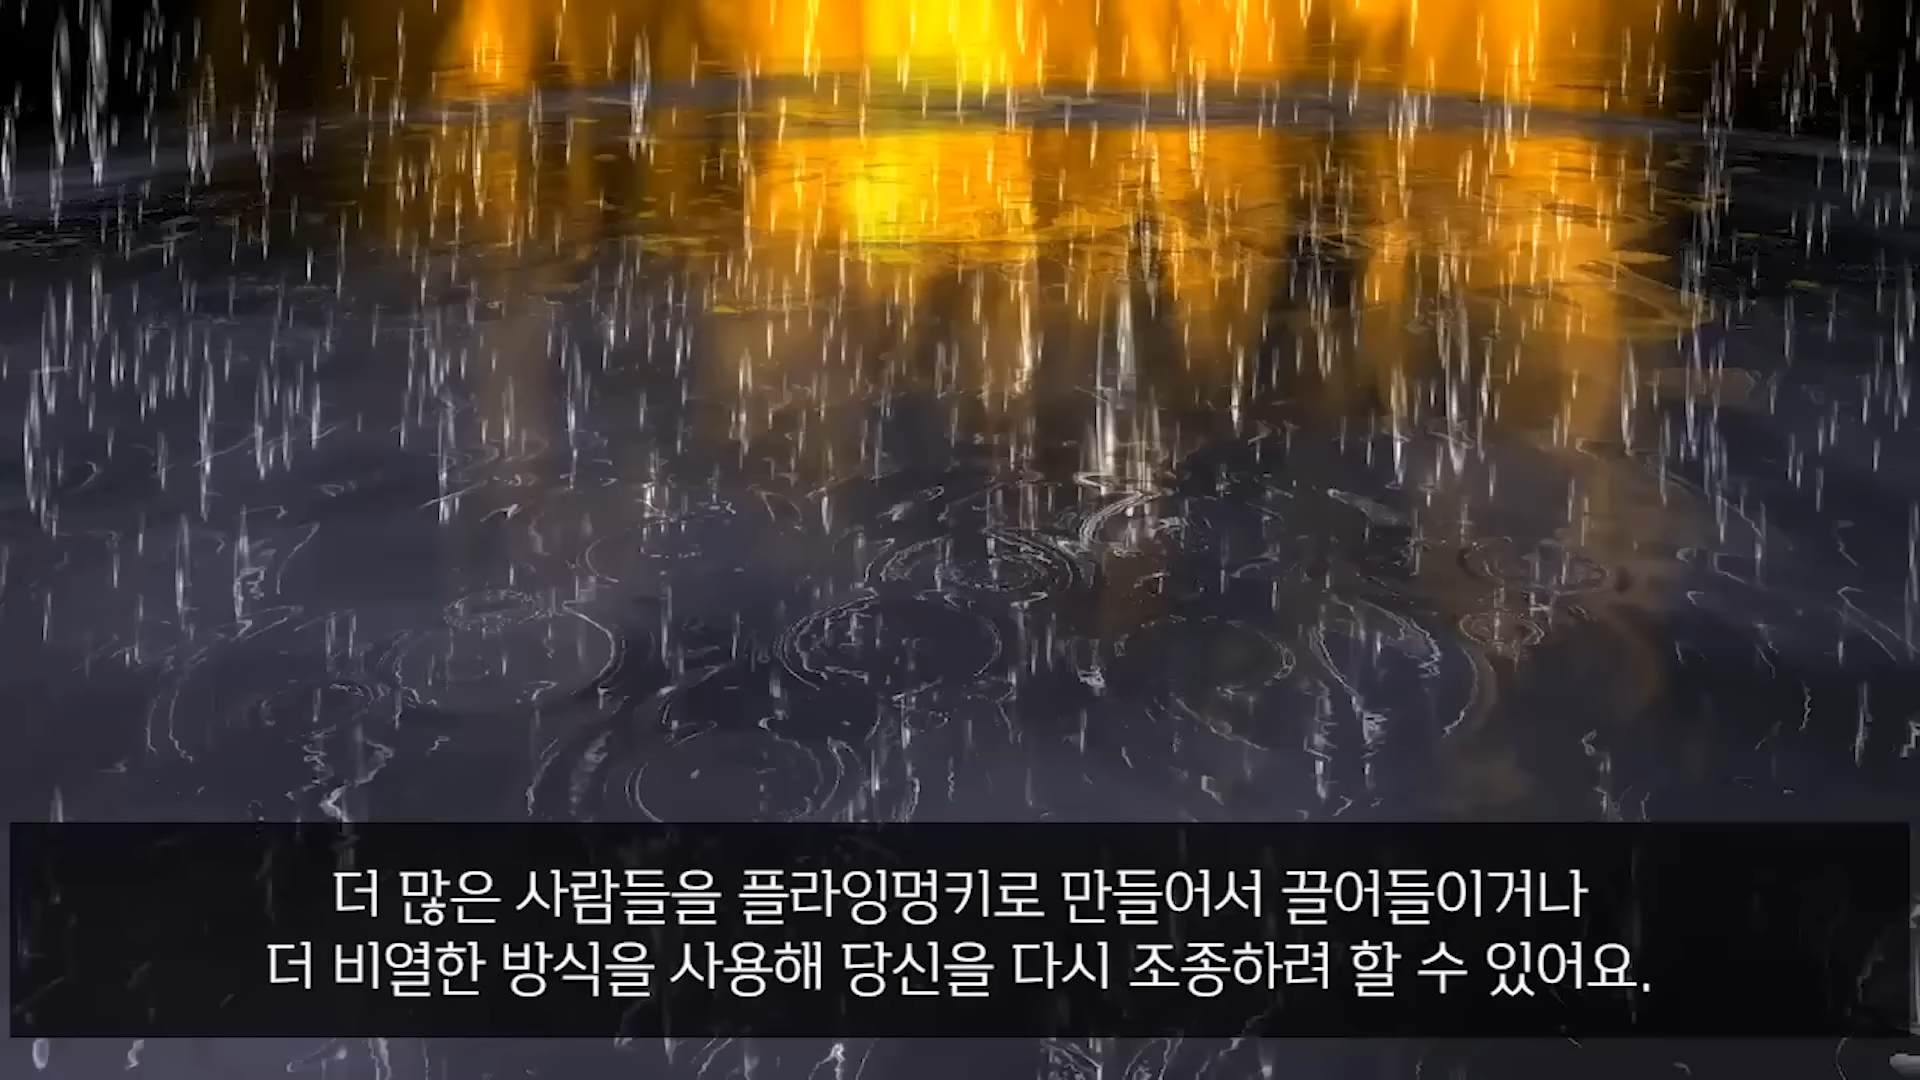 더 많은 사람들을 플라잉멍키로 만들어서 끌어들이거나
더 비열한 방식을 사용해 당신을 다시 조종하려 할 수 있어요.